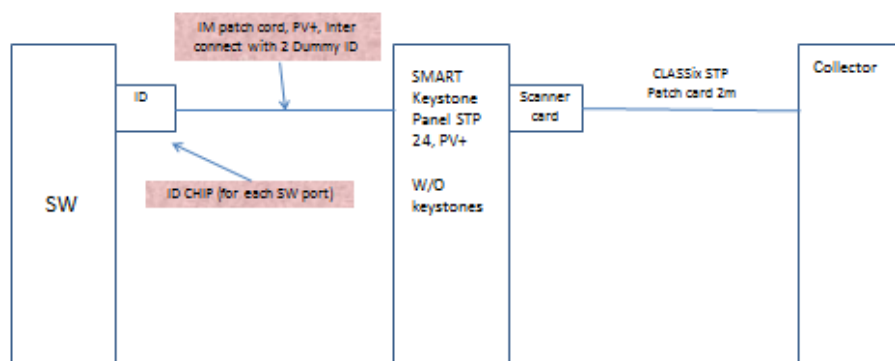 IM patch cord, PV+, Inter
connect with 2 Dummy ID
ID
SMART
Keystone
Panel STP
24, PV+
W/O
keystones
Scanner
card
CLASSix STP
Patch card 2m
Collector
ID CHIP (for each SW port)
SW